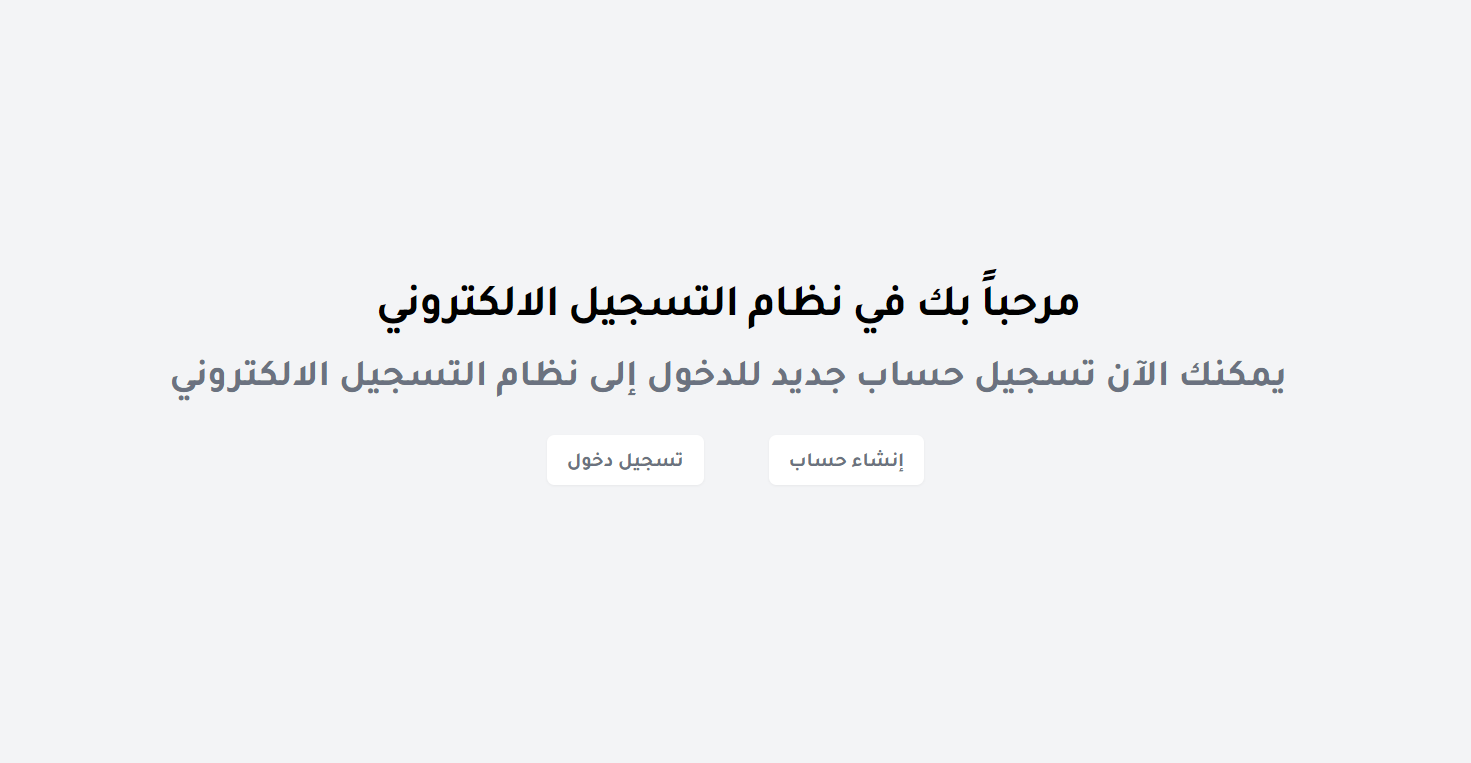 مرحباً بك في نظام التسجيل الالكتروني
يمكنك الآن تسجيل حساب جديد للدخول إلى نظام التسجيل الالكتروني
إنشاء حساب
تسجيل دخول